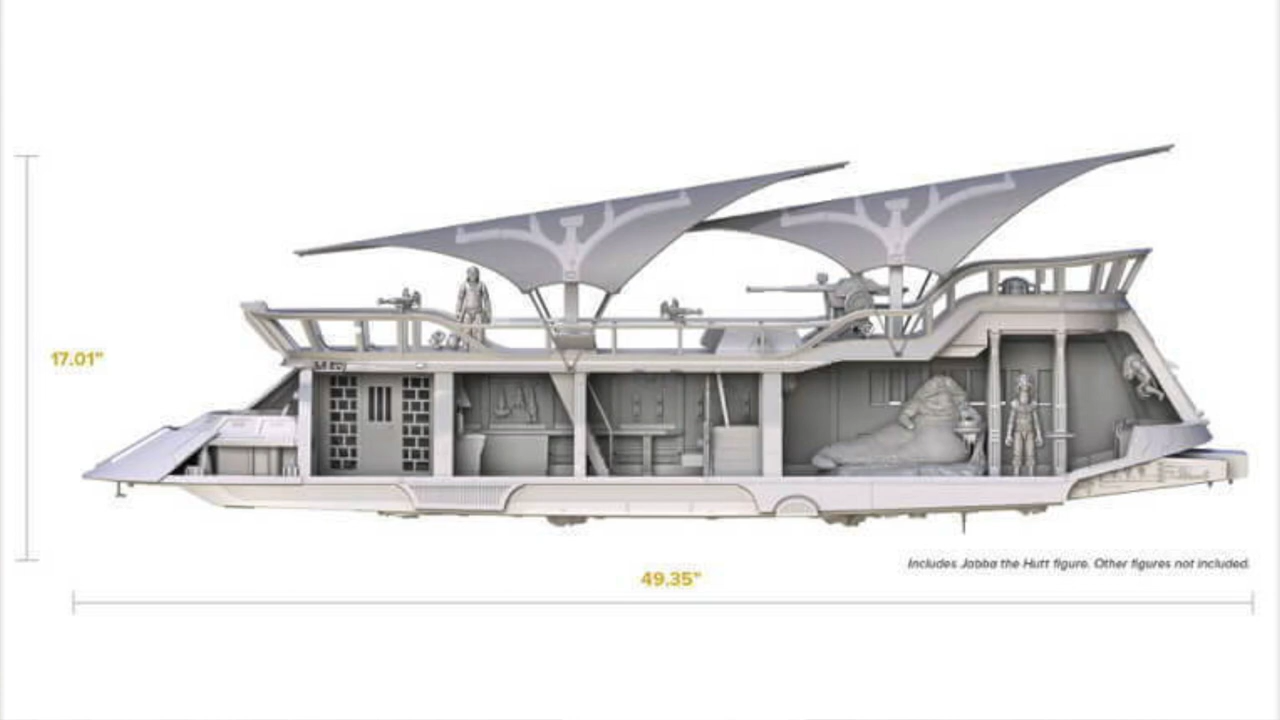 17.01"
Includes Jabba the Hutt figure. Other figures not included.
49.35"